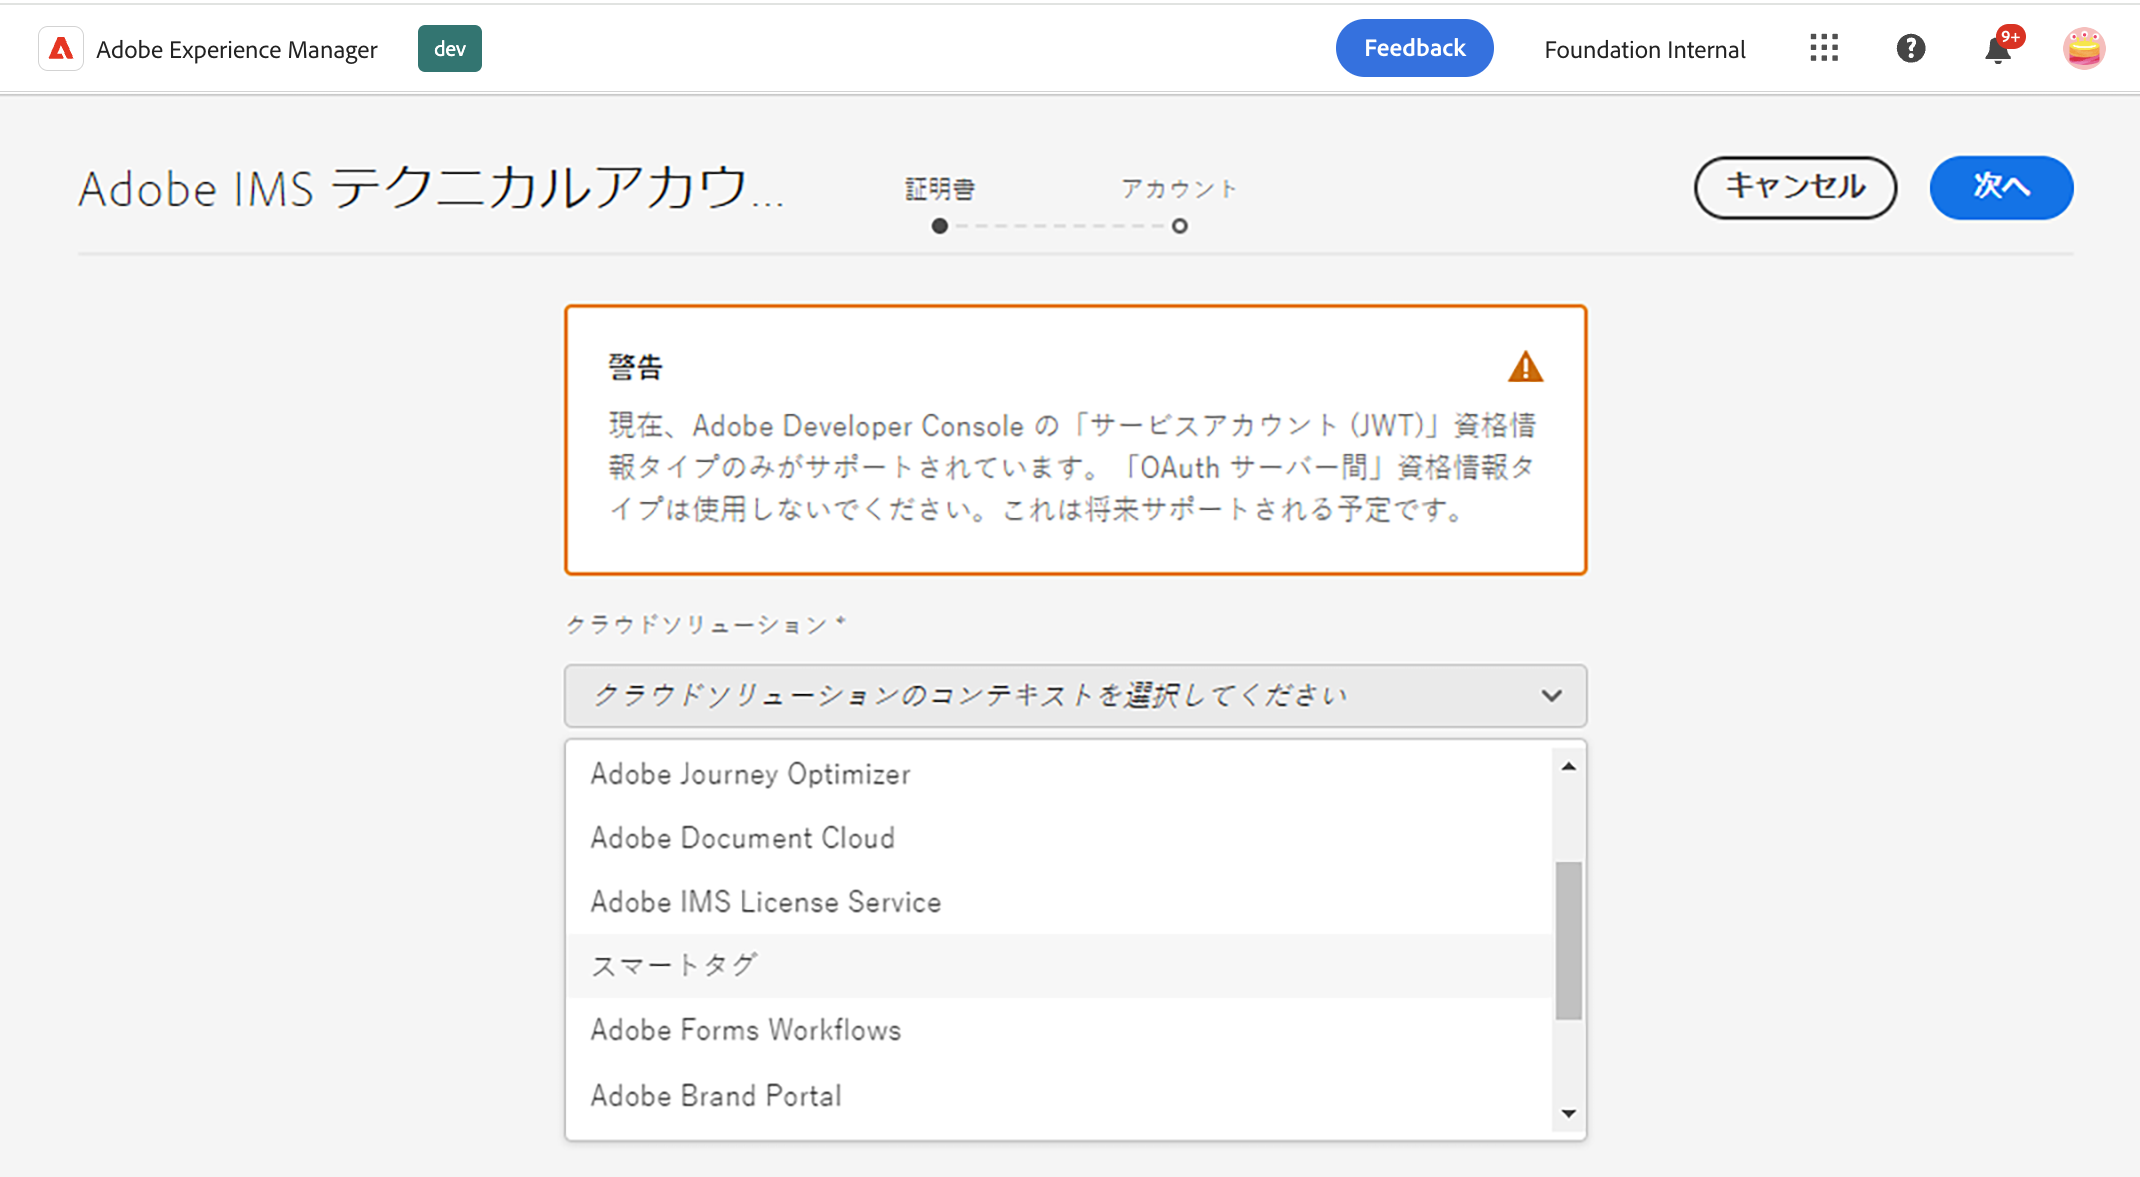 Adobe Experience Manager
dev
Feedback
Foundation Internal
9+
Adobe IMS テクニカルアカウ...
証明書
アカウント
キャンセル
次へ
警告
現在、Adobe Developer Console の「サービスアカウント (JWT)」資格情
報タイプのみがサポートされています。「OAuth サーバー間」資格情報タ
イプは使用しないでください。これは将来サポートされる予定です。
クラウドソリューション *
クラウドソリューションのコンテキストを選択してください
Adobe Journey Optimizer
Adobe Document Cloud
Adobe IMS License Service
スマートタグ
Adobe Forms Workflows
Adobe Brand Portal